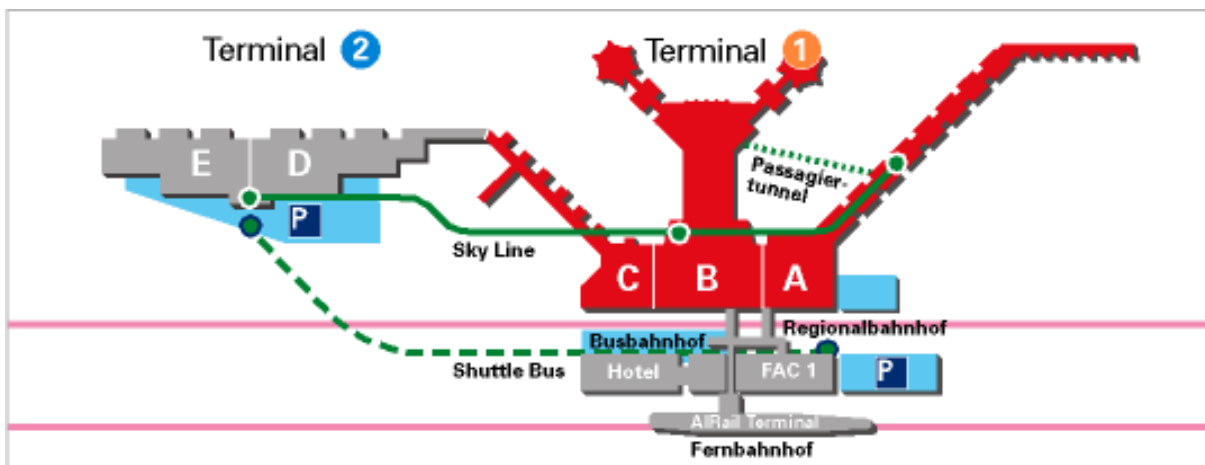 Terminal 2
Terminal 1
E
D
P
Passagier-
tunnel
Sky Line
C
B
A
Regionalbahnhof
Busbahnhof
Shuttle Bus
Hotel
FAC 1
P
AIRail Terminal
Fernbahnhof